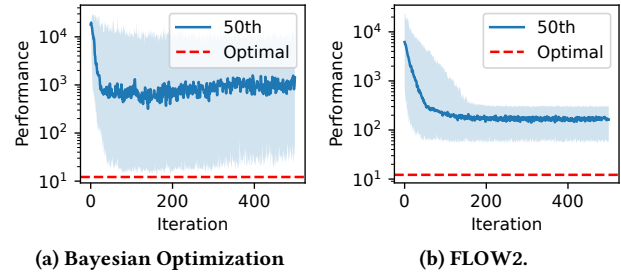 50th
Optimal
10⁴
10³
10²
10¹
Performance
0
200
400
Iteration
(a) Bayesian Optimization
50th
Optimal
10⁴
10³
10²
10¹
Performance
0
200
400
Iteration
(b) FLOW2.